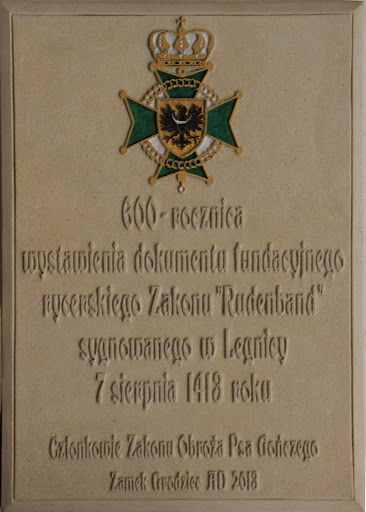 600-rocznica
wystawienia dokumentu fundacyjnego
rycerskiego Zakonu "Rudenband"
sygnowanego w Legnicy
7 sierpnia 1418 roku
Członkowie Zakonu Obroża Psa Gończego
Zamek Grodziec AD 2018